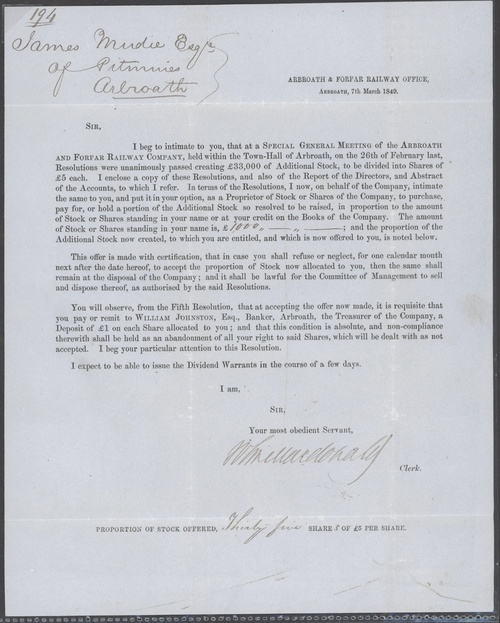 194
James Mudie Esqr
of Pitmuies
Arbroath
ARBROATH & FORFAR RAILWAY OFFICE,
ARBROATH, 7th March 1849.
SIR,
I beg to intimate to you, that at a SPECIAL GENERAL MEETING of the ARBROATH
AND FORFAR RAILWAY COMPANY, held within the Town-Hall of Arbroath, on the 26th of February last,
Resolutions were unanimously passed creating £33,000 of Additional Stock, to be divided into Shares of
£5 each. I enclose a copy of these Resolutions, and also of the Report of the Directors, and Abstract
of the Accounts, to which I refer. In terms of the Resolutions, I now, on behalf of the Company, intimate
the same to you, and put it in your option, as a Proprietor of Stock or Shares of the Company, to purchase,
pay for, or hold a portion of the Additional Stock so resolved to be raised, in proportion to the amount
of Stock or Shares standing in your name or at your credit on the Books of the Company. The amount
of Stock or Shares standing in your name is, £1000 „ — „ —; and the proportion of the
Additional Stock now created, to which you are entitled, and which is now offered to you, is noted below.
This offer is made with certification, that in case you shall refuse or neglect, for one calendar month
next after the date hereof, to accept the proportion of Stock now allocated to you, then the same shall
remain at the disposal of the Company; and it shall be lawful for the Committee of Management to sell
and dispose thereof, as authorised by the said Resolutions.
You will observe, from the Fifth Resolution, that at accepting the offer now made, it is requisite that
you pay or remit to WILLIAM JOHNSTON, Esq., Banker, Arbroath, the Treasurer of the Company, a
Deposit of £1 on each Share allocated to you; and that this condition is absolute, and non-compliance
therewith shall be held as an abandonment of all your right to said Shares, which will be dealt with as not
accepted. I beg your particular attention to this Resolution.
I expect to be able to issue the Dividend Warrants in the course of a few days.
I am,
SIR,
Your most obedient Servant,
Macdonald
Clerk.
PROPORTION OF STOCK OFFERED, Thirty five SHARE S OF £5 PER SHARE.